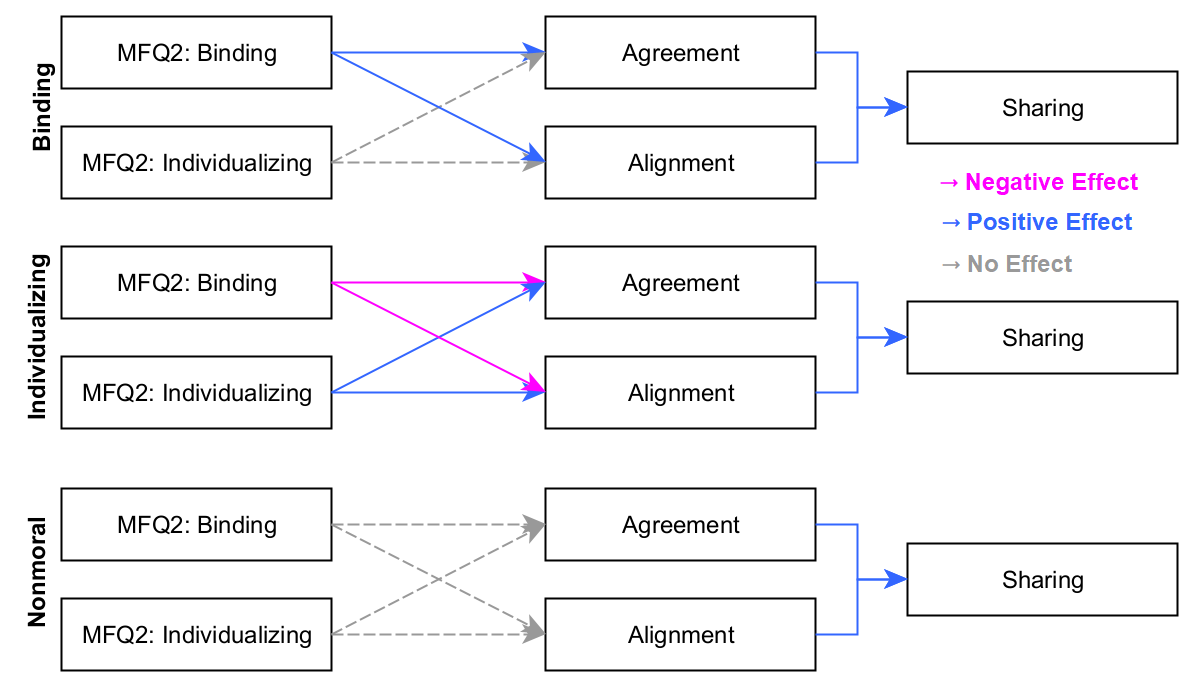 Binding
MFQ2: Binding
Agreement
MFQ2: Individualizing
Alignment
Sharing
→ Negative Effect
→ Positive Effect
→ No Effect
Individualizing
MFQ2: Binding
Agreement
MFQ2: Individualizing
Alignment
Sharing
Nonmoral
MFQ2: Binding
Agreement
MFQ2: Individualizing
Alignment
Sharing